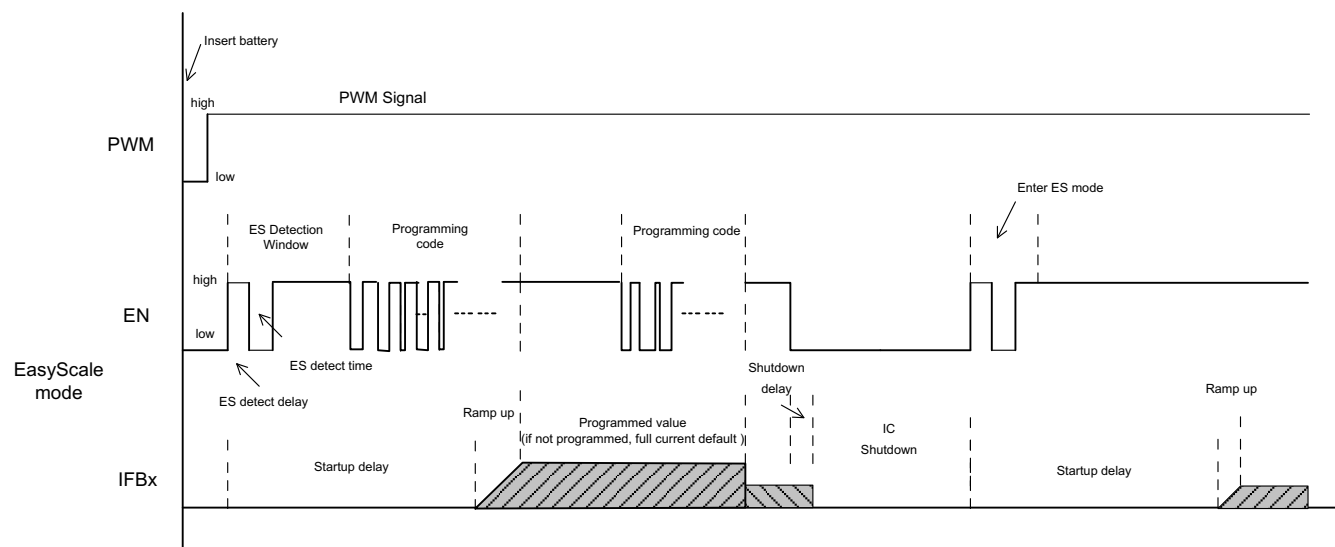 Insert battery
high
PWM Signal
PWM
low
Enter ES mode
ES Detection
Window
Programming
code
Programming code
high
EN
low
EasyScale
mode
ES detect time
ES detect delay
Shutdown
delay
Ramp up
Programmed value
(if not programmed, full current default )
IC
Shutdown
Ramp up
Startup delay
Startup delay
IFBx